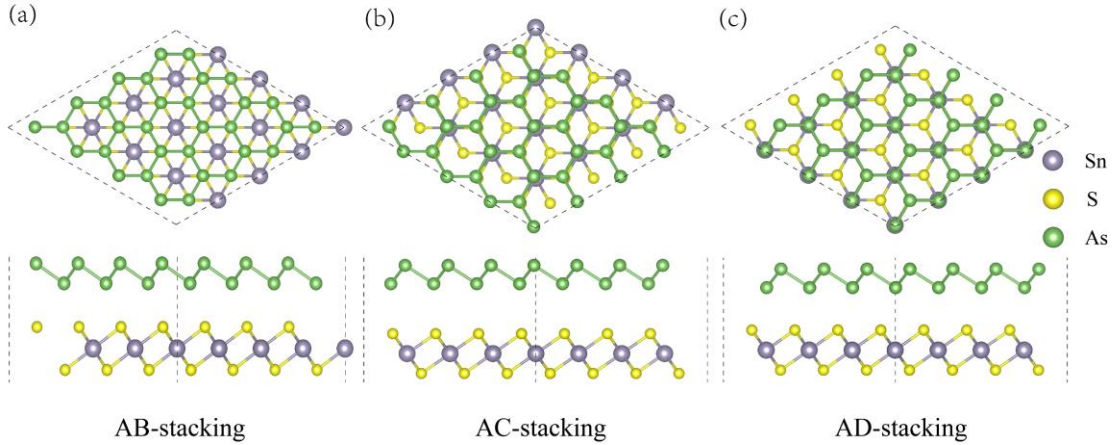 (a)
(b)
(c)
Sn
S
As
AB-stacking
AC-stacking
AD-stacking